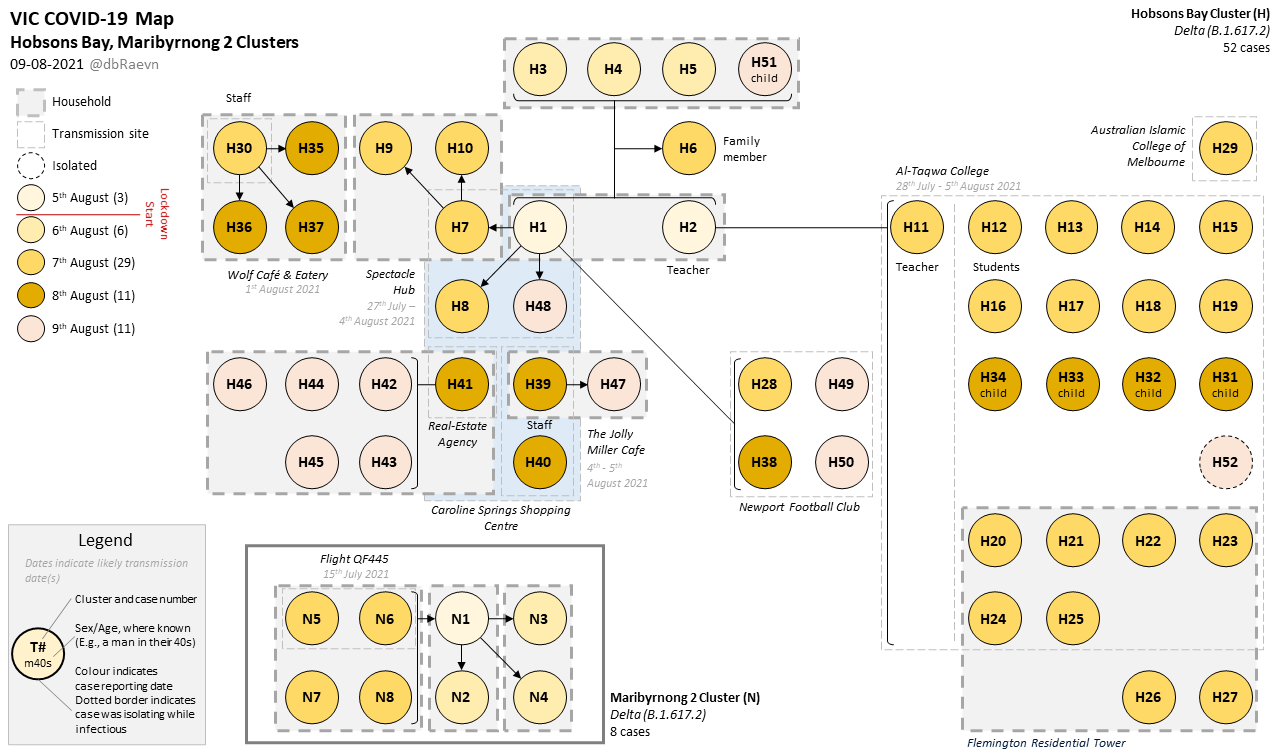 VIC COVID-19 Map
Hobsons Bay, Maribyrnong 2 Clusters
09-08-2021 @dbRaevn
Hobsons Bay Cluster (H)
Delta (B.1.617.2)
52 cases
Household
Transmission site
Isolated
5th August (3)
6th August (6)
7th August (29)
8th August (11)
9th August (11)
Lockdown
Start
Staff
H30
H35
H36
H37
Wolf Café & Eatery
1st August 2021
H9
H10
H7
Spectacle
Hub
27th July –
4th August 2021
H3
H4
H5
H51
child
H6
Family
member
H1
H2
Teacher
H8
H48
H46
H44
H42
H41
H45
H43
Real-Estate
Agency
H39
H47
Staff
H40
The Jolly
Miller Cafe
4th - 5th
August 2021
Caroline Springs Shopping
Centre
H28
H49
H38
H50
Newport Football Club
Australian Islamic
College of
Melbourne
H29
Al-Taqwa College
28th July - 5th August 2021
H11
Teacher
H12
H13
H14
H15
Students
H16
H17
H18
H19
H34
child
H33
child
H32
child
H31
child
H52
H20
H21
H22
H23
H24
H25
H26
H27
Flemington Residential Tower
Legend
Dates indicate likely transmission
date(s)
Cluster and case number
Sex/Age, where known
(E.g., a man in their 40s)
T#
m40s
Colour indicates
case reporting date
Dotted border indicates
case was isolating while
infectious
Flight QF445
15th July 2021
N5
N6
N1
N3
N7
N8
N2
N4
Maribyrnong 2 Cluster (N)
Delta (B.1.617.2)
8 cases